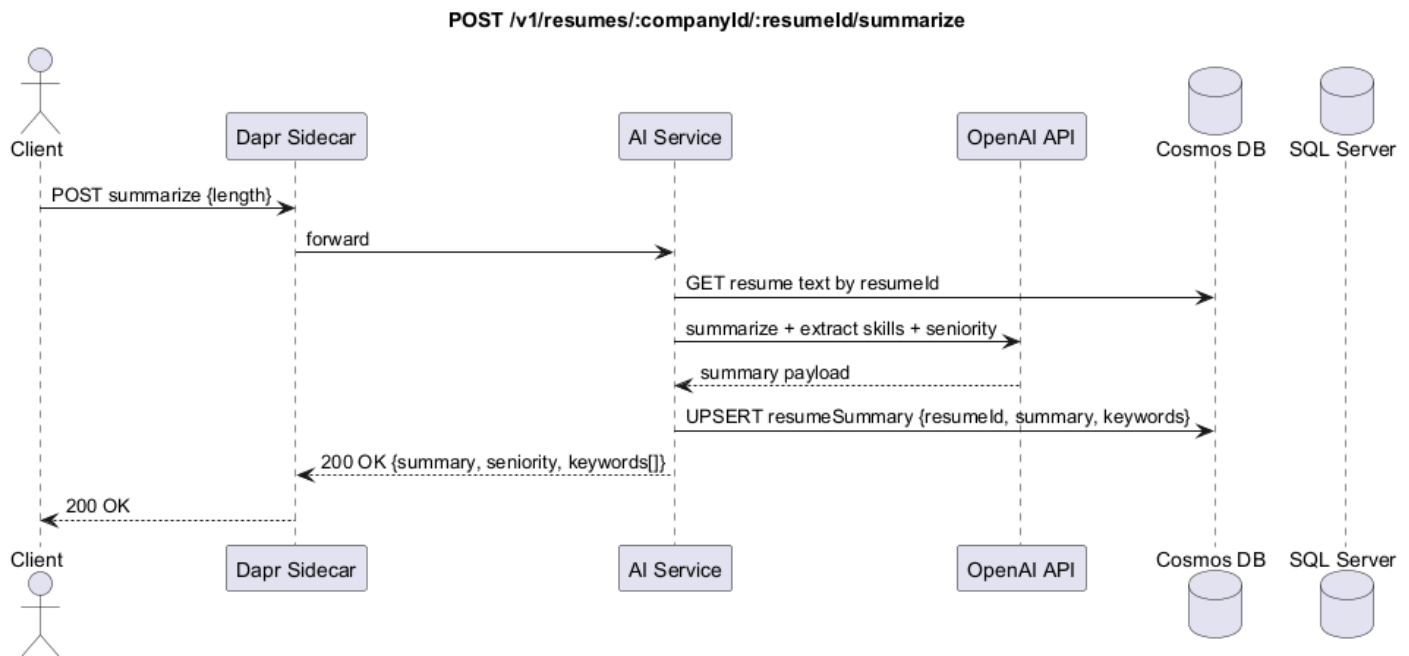 POST /v1/resumes/:companyId/:resumeId/summarize
Client
Dapr Sidecar
AI Service
OpenAI API
Cosmos DB
SQL Server
POST summarize {length}
forward
GET resume text by resumeId
summarize + extract skills + seniority
summary payload
UPSERT resumeSummary {resumeId, summary, keywords}
200 OK {summary, seniority, keywords[]}
200 OK
Client
Dapr Sidecar
AI Service
OpenAI API
Cosmos DB
SQL Server